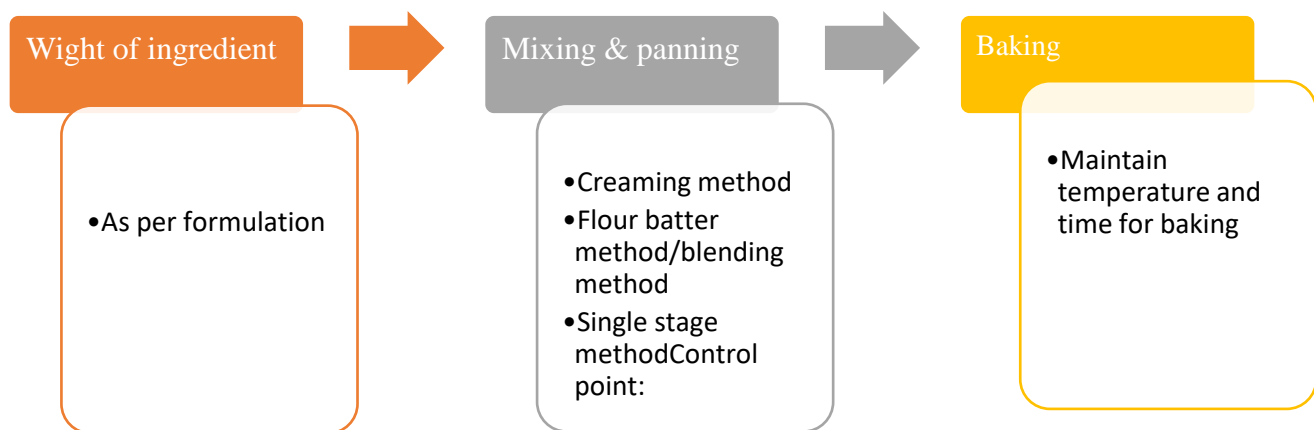 Wight of ingredient
•As per formulation
Mixing & panning
•Creaming method
•Flour batter
method/blending
method
•Single stage
methodControl
point:
Baking
•Maintain
temperature and
time for baking